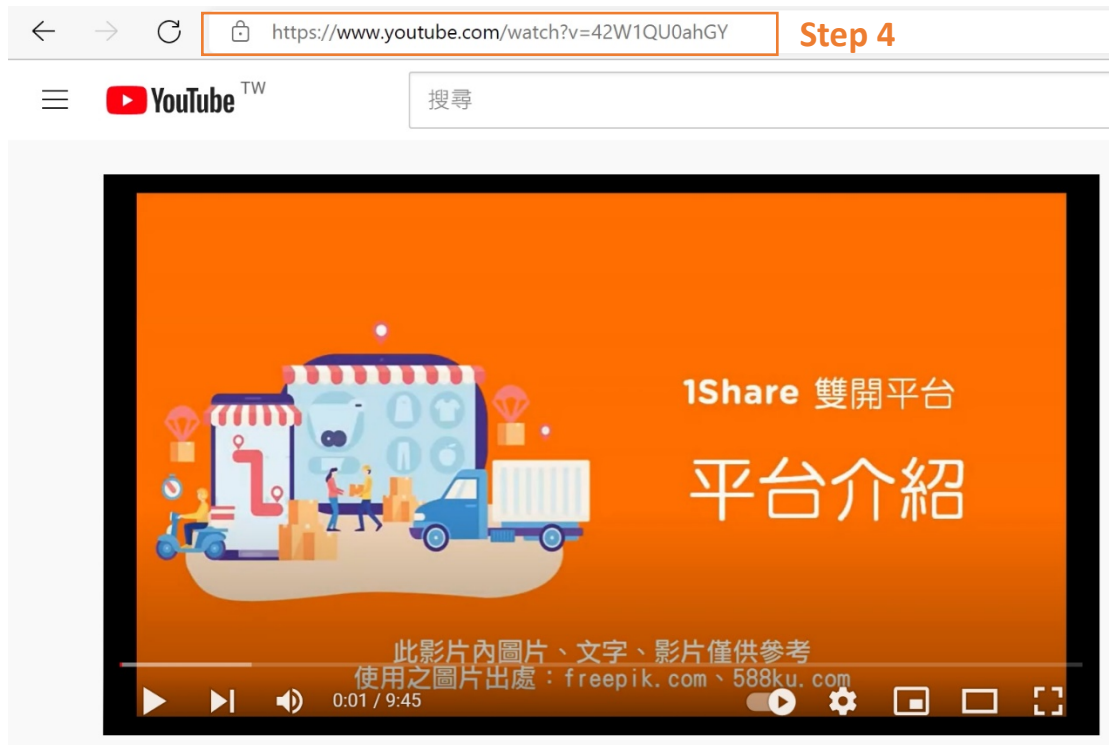 https://www.youtube.com/watch?v=42W1QU0ahGY
Step 4
YouTube TW
搜尋
1Share 雙開平台
平台介紹
此影片內圖片、文字、影片僅供參考
使用之圖片出處：freepik.com、588ku.com
0:01 / 9:45